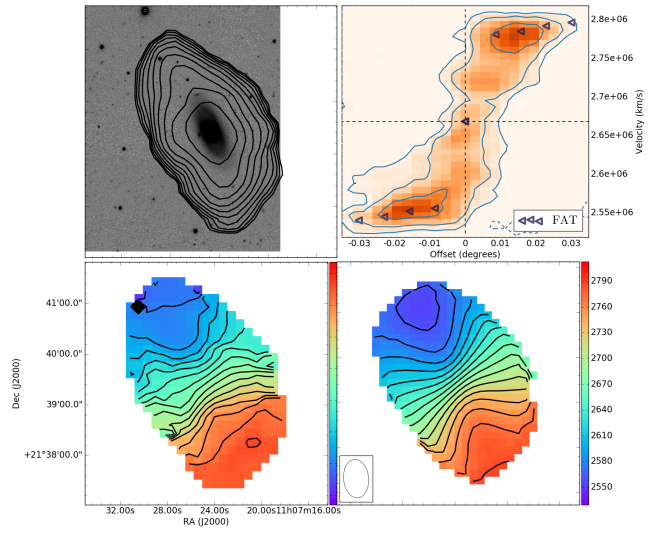 2.8e+06
2.75e+06
2.7e+06
2.65e+06
2.6e+06
2.55e+06
Velocity (km/s)
FAT
-0.03 -0.02 -0.01 0 0.01 0.02 0.03
Offset (degrees)
41'00.0"
40'00.0"
39'00.0"
+21°38'00.0"
Dec (J2000)
32.00s 28.00s 24.00s 20.00s11h07m16.00s
RA (J2000)
2790
2760
2730
2700
2670
2640
2610
2580
2550